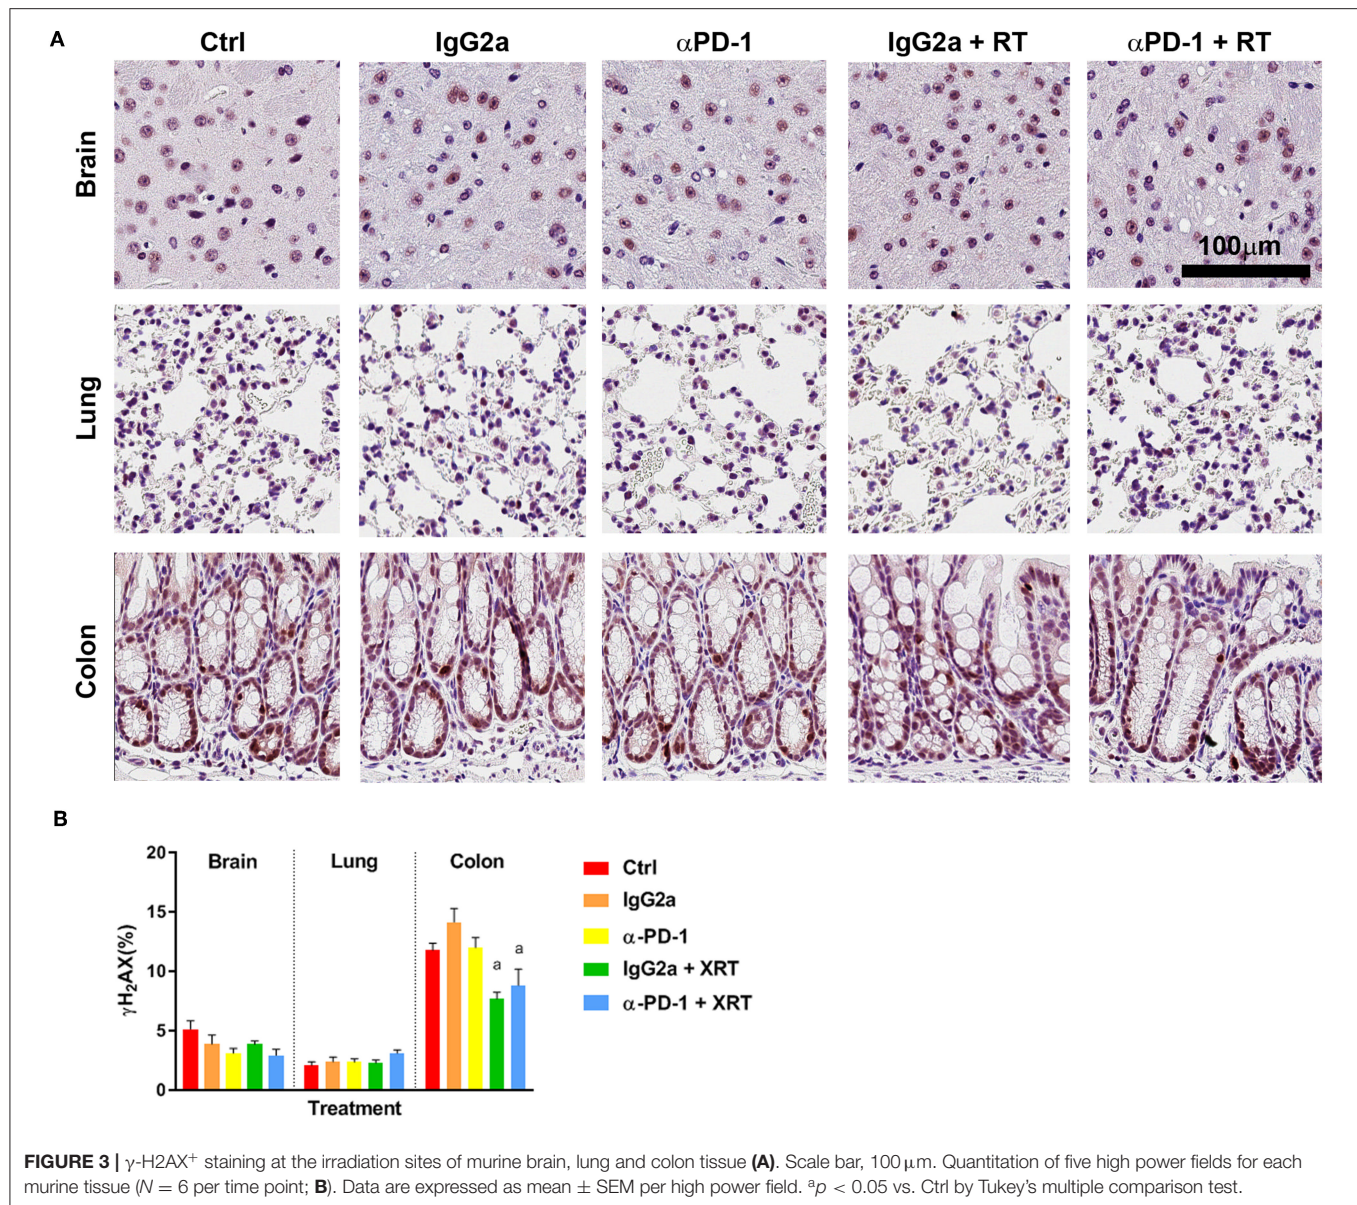 A
Ctrl
IgG2a
αPD-1
IgG2a + RT
αPD-1 + RT
Brain
100μm
Lung
Colon
B
20
15
10
5
0
γH₂AX(%)
Brain
Lung
Colon
a
a
Treatment
Ctrl
IgG2a
α-PD-1
IgG2a + XRT
α-PD-1 + XRT
FIGURE 3 | γ-H2AX⁺ staining at the irradiation sites of murine brain, lung and colon tissue (A). Scale bar, 100 μm. Quantitation of five high power fields for each
murine tissue (N = 6 per time point; B). Data are expressed as mean ± SEM per high power field. ᵃp < 0.05 vs. Ctrl by Tukey's multiple comparison test.